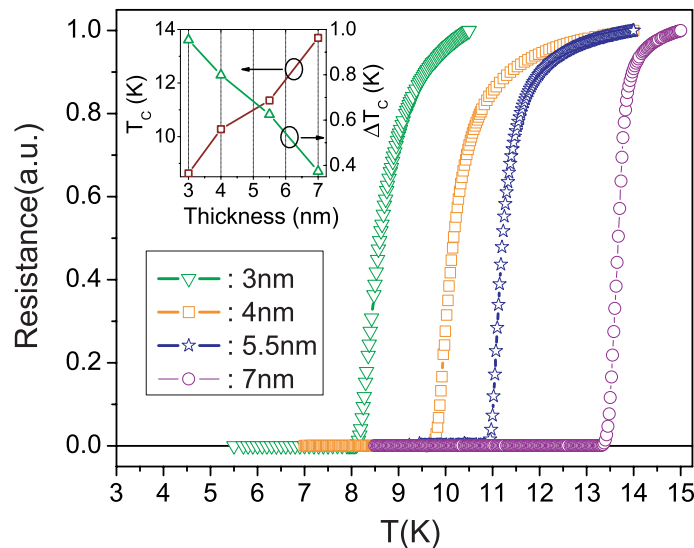 Resistance(a.u.)
1.0
0.8
0.6
0.4
0.2
0.0
T_C (K)
14
12
10
1.0
0.8
0.6
0.4
ΔT_C (K)
3 4 5 6 7
Thickness (nm)
: 3nm
: 4nm
: 5.5nm
: 7nm
3 4 5 6 7 8 9 10 11 12 13 14 15
T(K)